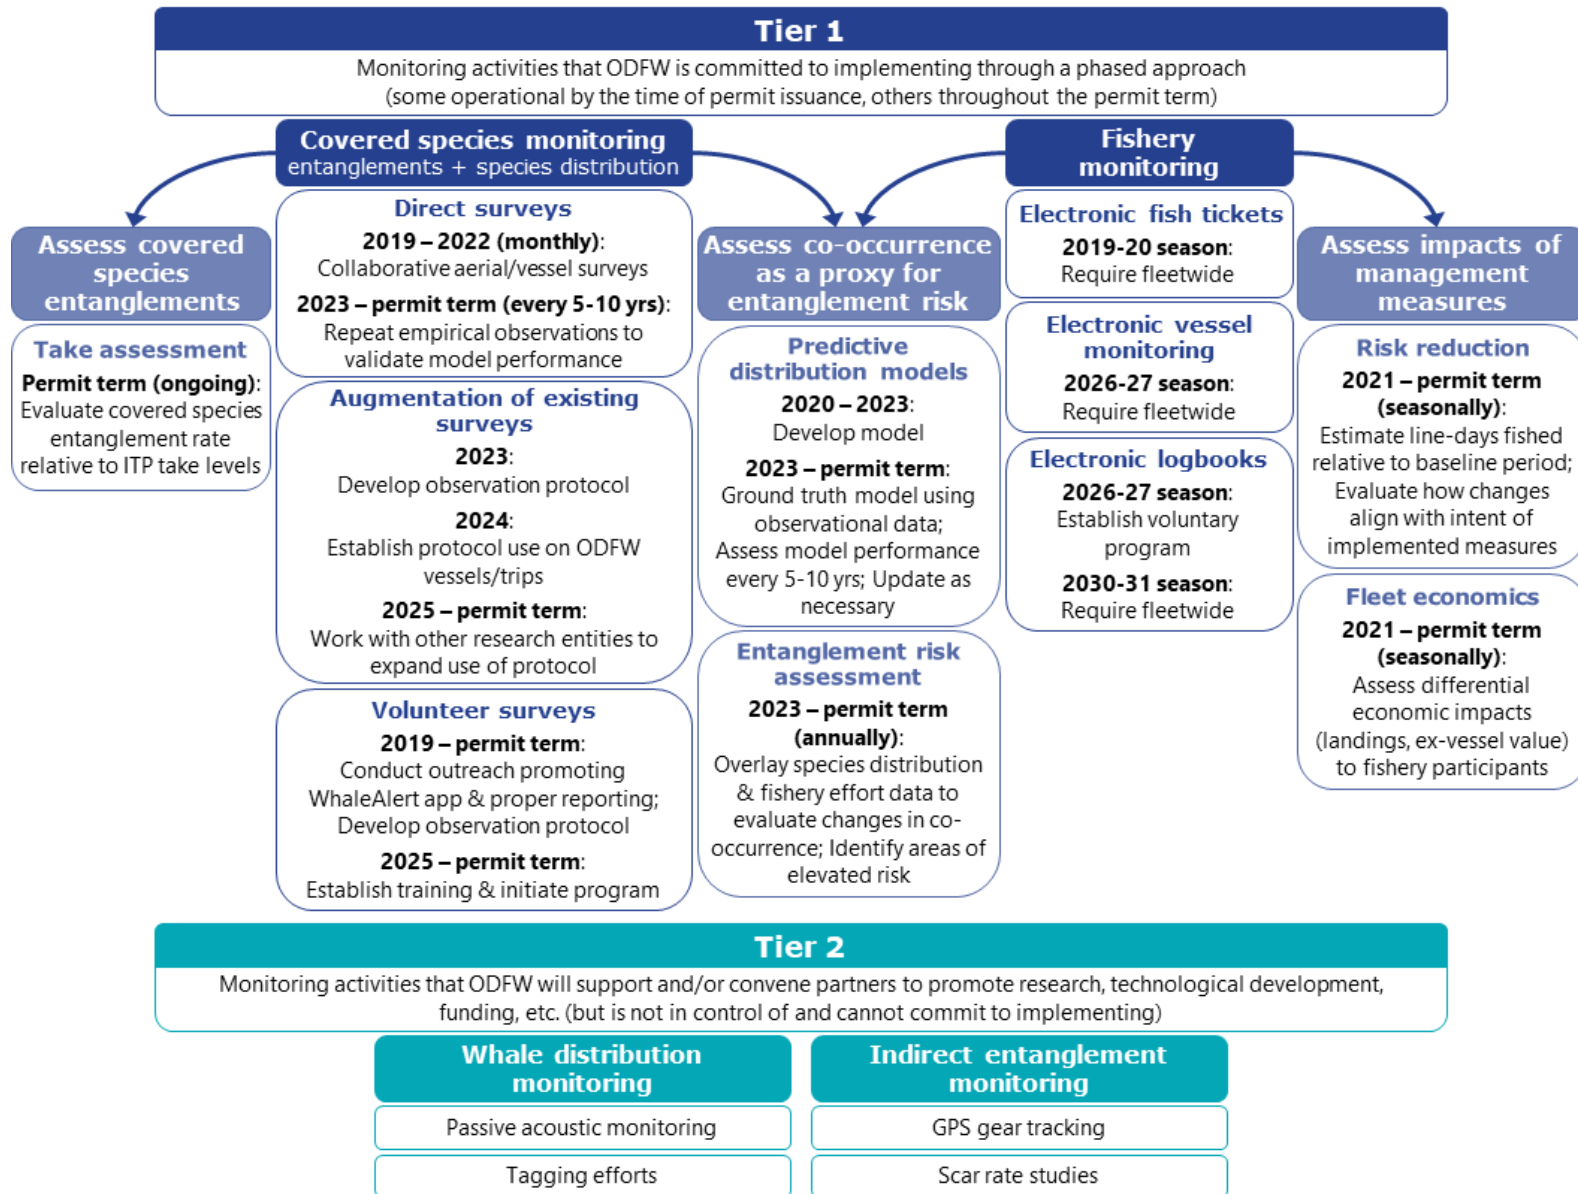 Tier 1
Monitoring activities that ODFW is committed to implementing through a phased approach
(some operational by the time of permit issuance, others throughout the permit term)
Covered species monitoring
entanglements + species distribution
Fishery
monitoring
Assess covered
species
entanglements
Take assessment
Permit term (ongoing):
Evaluate covered species
entanglement rate
relative to ITP take levels
Direct surveys
2019 – 2022 (monthly):
Collaborative aerial/vessel surveys
2023 – permit term (every 5-10 yrs):
Repeat empirical observations to
validate model performance
Augmentation of existing
surveys
2023:
Develop observation protocol
2024:
Establish protocol use on ODFW
vessels/trips
2025 – permit term:
Work with other research entities to
expand use of protocol
Volunteer surveys
2019 – permit term:
Conduct outreach promoting
WhaleAlert app & proper reporting;
Develop observation protocol
2025 – permit term:
Establish training & initiate program
Assess co-occurrence
as a proxy for
entanglement risk
Predictive
distribution models
2020 – 2023:
Develop model
2023 – permit term:
Ground truth model using
observational data;
Assess model performance
every 5-10 yrs; Update as
necessary
Entanglement risk
assessment
2023 – permit term
(annually):
Overlay species distribution
& fishery effort data to
evaluate changes in co-
occurrence; Identify areas of
elevated risk
Electronic fish tickets
2019-20 season:
Require fleetwide
Electronic vessel
monitoring
2026-27 season:
Require fleetwide
Electronic logbooks
2026-27 season:
Establish voluntary
program
2030-31 season:
Require fleetwide
Assess impacts of
management
measures
Risk reduction
2021 – permit term
(seasonally):
Estimate line-days fished
relative to baseline period;
Evaluate how changes
align with intent of
implemented measures
Fleet economics
2021 – permit term
(seasonally):
Assess differential
economic impacts
(landings, ex-vessel value)
to fishery participants
Tier 2
Monitoring activities that ODFW will support and/or convene partners to promote research, technological development,
funding, etc. (but is not in control of and cannot commit to implementing)
Whale distribution
monitoring
Passive acoustic monitoring
Tagging efforts
Indirect entanglement
monitoring
GPS gear tracking
Scar rate studies